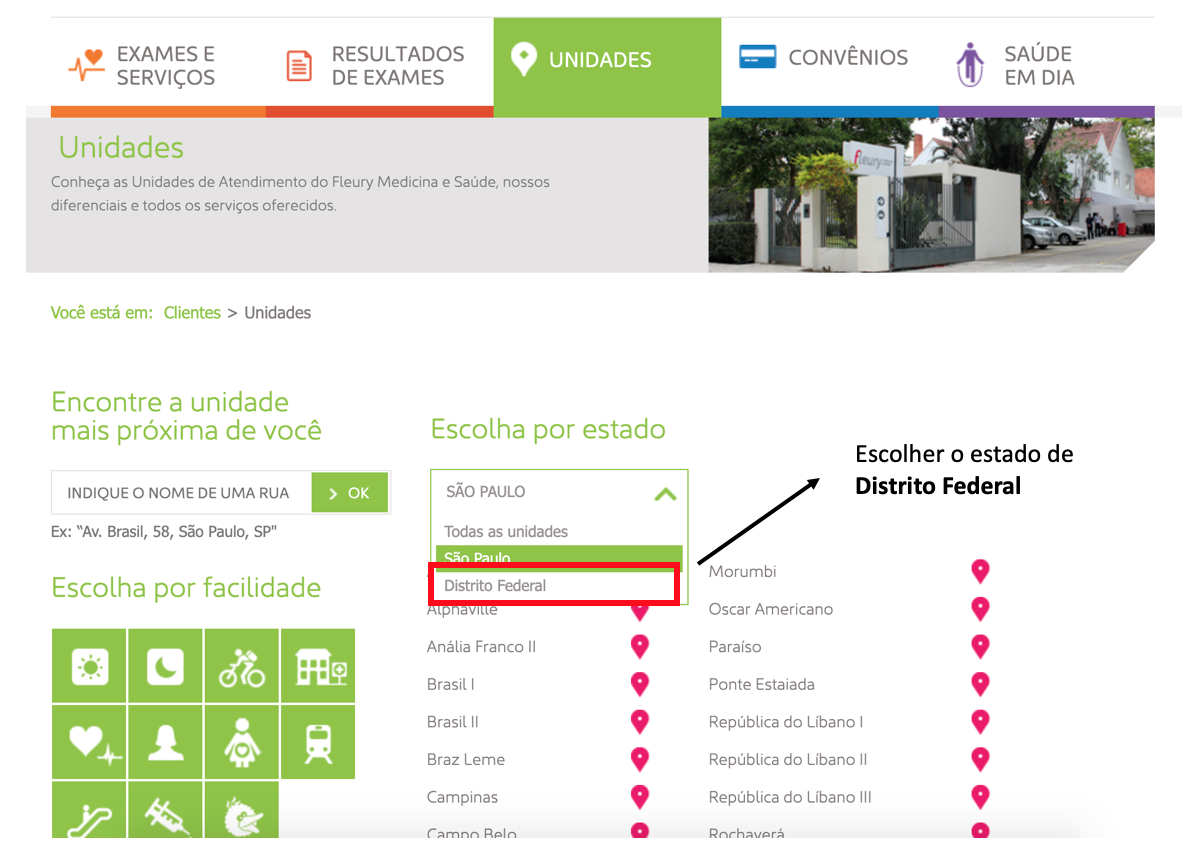 EXAMES E
SERVIÇOS
RESULTADOS
DE EXAMES
UNIDADES
CONVÊNIOS
SAÚDE
EM DIA
Unidades
Conheça as Unidades de Atendimento do Fleury Medicina e Saúde, nossos
diferenciais e todos os serviços oferecidos.
fleury
Você está em: Clientes > Unidades
Encontre a unidade
mais próxima de você
INDIQUE O NOME DE UMA RUA
> OK
Ex: “Av. Brasil, 58, São Paulo, SP"
Escolha por facilidade
Escolha por estado
SÃO PAULO
Todas as unidades
São Paulo
Distrito Federal
Escolher o estado de
Distrito Federal
Alphaville
Anália Franco II
Brasil I
Brasil II
Braz Leme
Campinas
Campo Belo
Morumbi
Oscar Americano
Paraíso
Ponte Estaiada
República do Líbano I
República do Líbano II
República do Líbano III
Rochaverá